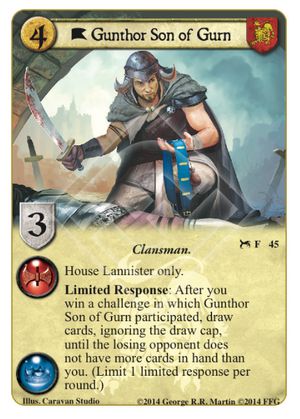 4
Gunthor Son of Gurn
3
Clansman.
F 45
House Lannister only.
Limited Response: After you
win a challenge in which Gunthor
Son of Gurn participated, draw
cards, ignoring the draw cap,
until the losing opponent does
not have more cards in hand than
you. (Limit 1 limited response per
round.)
Illus. Caravan Studio
©2014 George R.R. Martin ©2014 FFG